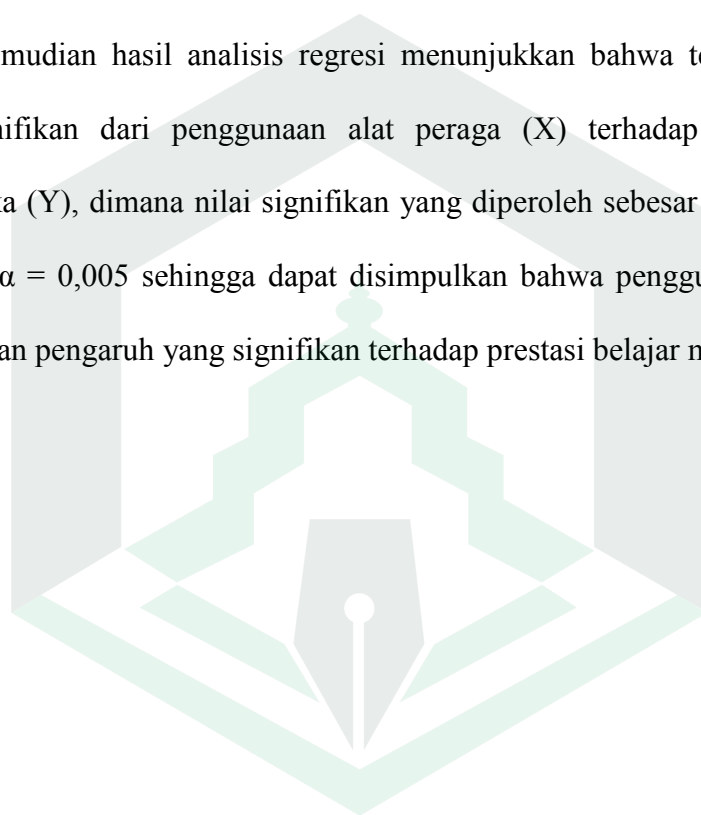 mudian hasil analisis regresi menunjukkan bahwa
nifikan dari penggunaan alat peraga (X) terhadap
(Y), dimana nilai signifikan yang diperoleh sebesar
α = 0,005 sehingga dapat disimpulkan bahwa penggu
an pengaruh yang signifikan terhadap prestasi belajar